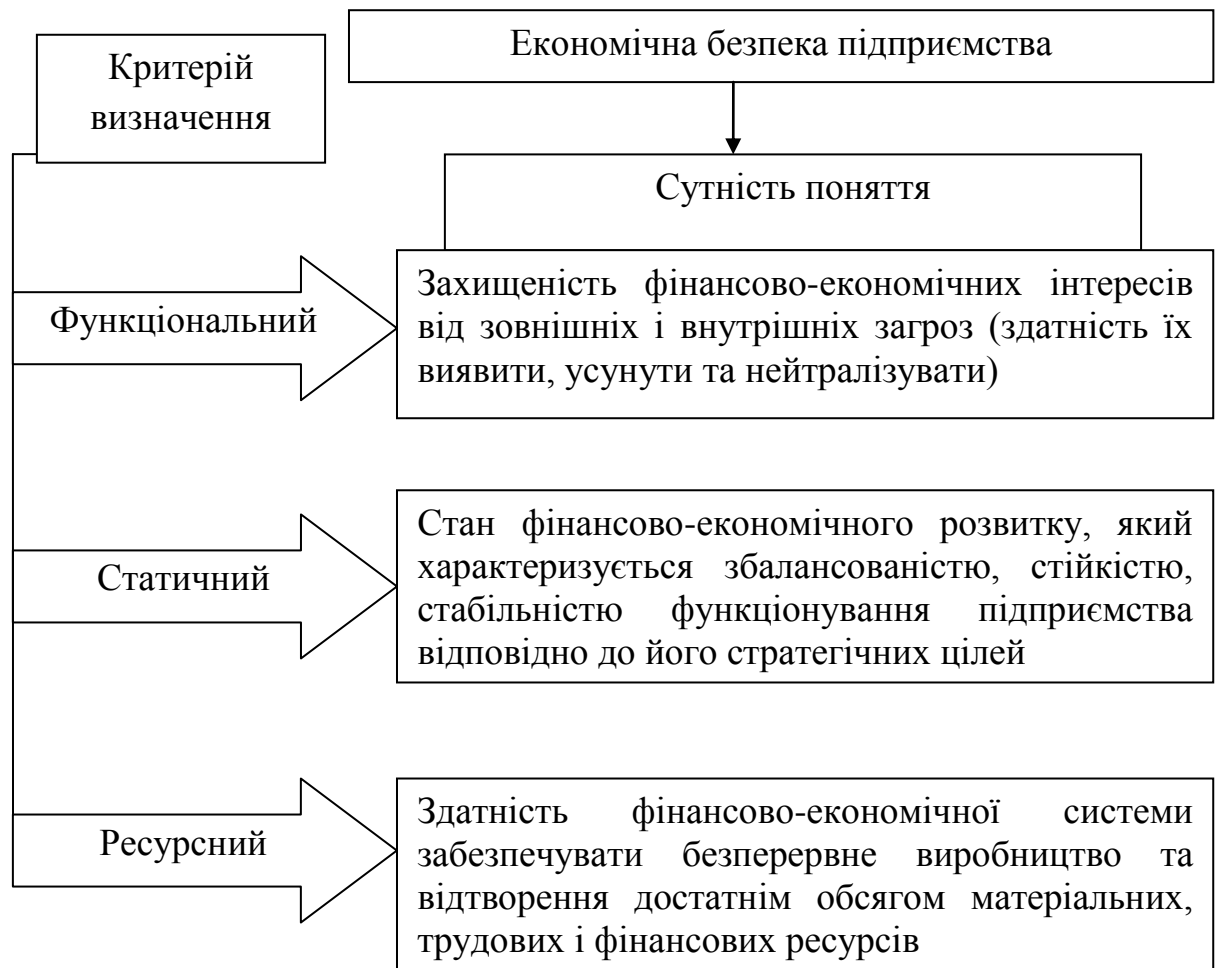 Економічна безпека підприємства
Критерій
визначення
Сутність поняття
Функціональний
Захищеність фінансово-економічних інтересів
від зовнішніх і внутрішніх загроз (здатність їх
виявити, усунути та нейтралізувати)
Статичний
Стан фінансово-економічного розвитку, який
характеризується збалансованістю, стійкістю,
стабільністю функціонування підприємства
відповідно до його стратегічних цілей
Ресурсний
Здатність фінансово-економічної системи
забезпечувати безперервне виробництво та
відтворення достатнім обсягом матеріальних,
трудових і фінансових ресурсів